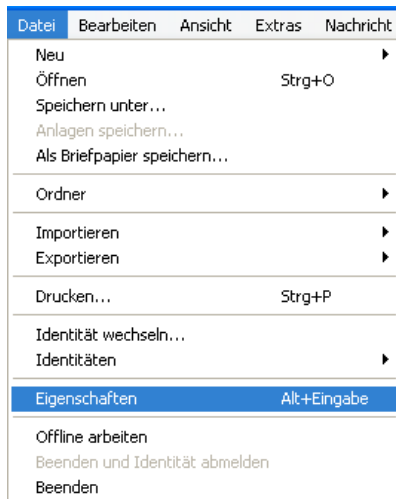 Datei Bearbeiten Ansicht Extras Nachricht
Neu
Öffnen Strg+O
Speichern unter...
Anlagen speichern...
Als Briefpapier speichern...
Ordner
Importieren
Exportieren
Drucken... Strg+P
Identität wechseln...
Identitäten
Eigenschaften Alt+Eingabe
Offline arbeiten
Beenden und Identität abmelden
Beenden